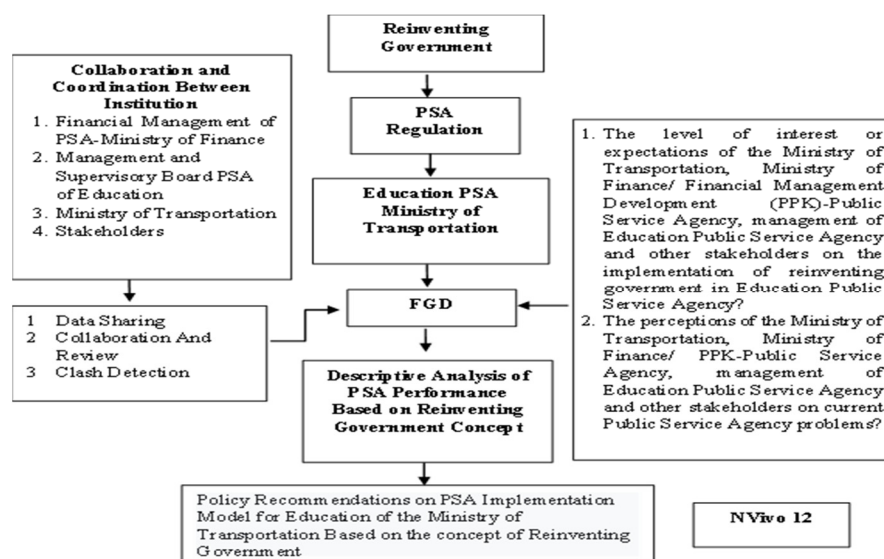 Reinventing
Government
Collaboration and
Coordination Between
Institution
1. Financial Management of
PSA-Ministry of Finance
2. Management and
Supervisory Board PSA
of Education
3. Ministry of Transportation
4. Stakeholders
PSA
Regulation
Education PSA
Ministry of
Transportation
1. The level of interest or
expectations of the Ministry of
Transportation, Ministry of
Finance/ Financial Management
Development (PPK)-Public
Service Agency, management of
Education Public Service Agency
and other stakeholders on the
implementation of reinventing
government in Education Public
Service Agency?
2. The perceptions of the Ministry of
Transportation, Ministry of
Finance/ PPK-Public Service
Agency, management of
Education Public Service Agency
and other stakeholders on current
Public Service Agency problems?
FGD
1 Data Sharing
2 Collaboration And
Review
3 Clash Detection
Descriptive Analysis of
PSA Performance
Based on Reinventing
Government Concept
Policy Recommendations on PSA Implementation
Model for Education of the Ministry of
Transportation Based on the concept of Reinventing
Government
NVivo 12